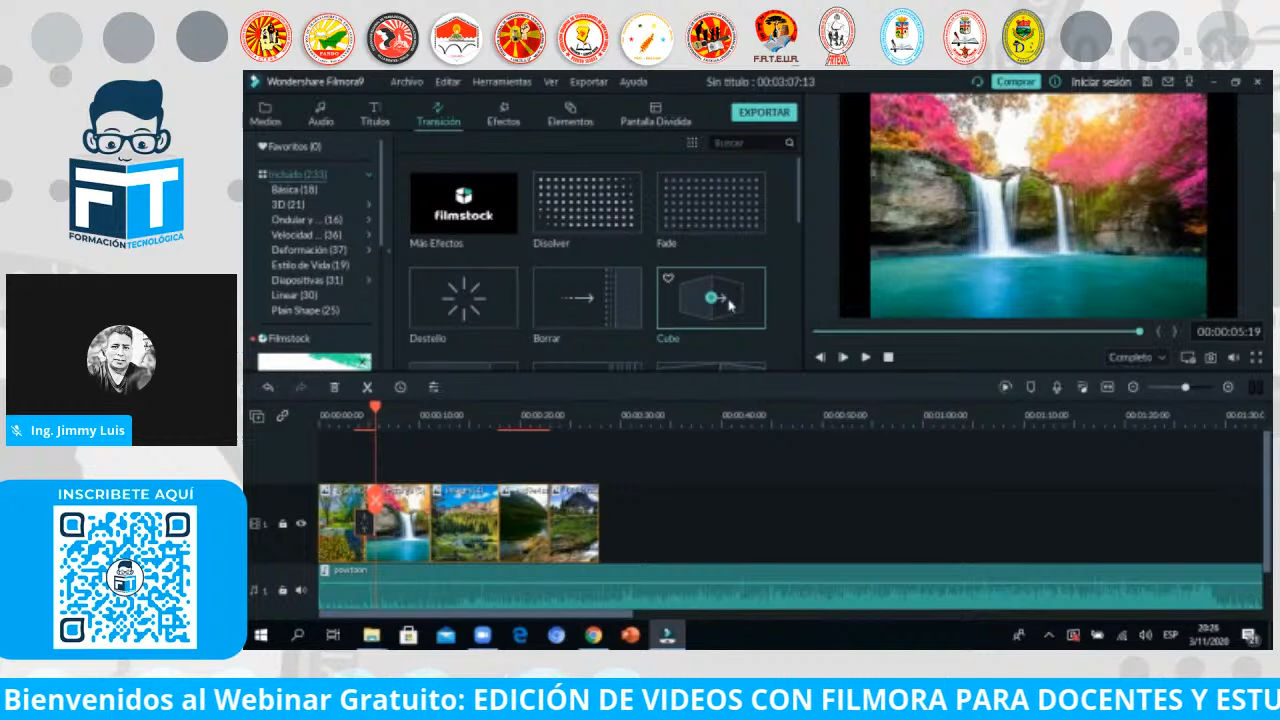 F.R.T.E.U.R.
Wondershare Filmora9
Archivo Editar Herramientas Ver Exportar Ayuda
Sin título : 00:03:07:13
Comprar
Iniciar sesión
Medios Audio Títulos Transición Efectos Elementos Pantalla Dividida
EXPORTAR
Favoritos (0)
Buscar
Incluido (233)
Básica (18)
3D (21)
Ondular y ... (16)
Velocidad ... (36)
Deformación (37)
Estilo de Vida (19)
Diapositivas (31)
Linear (30)
Plain Shape (25)
Filmstock
filmstock
Más Efectos Disolver Fade
Destello Borrar Cube
00:00:05:19
Completo
00:00:00:00 00:00:10:00 00:00:20:00 00:00:30:00 00:00:40:00 00:00:50:00 00:01:00:00 00:01:10:00 00:01:20:00 00:01:30:0
1
powtoon
1
ESP
20:26
3/11/2020
21
FT
FORMACIÓN TECNOLÓGICA
Ing. Jimmy Luis
INSCRIBETE AQUÍ
Bienvenidos al Webinar Gratuito: EDICIÓN DE VIDEOS CON FILMORA PARA DOCENTES Y ESTU